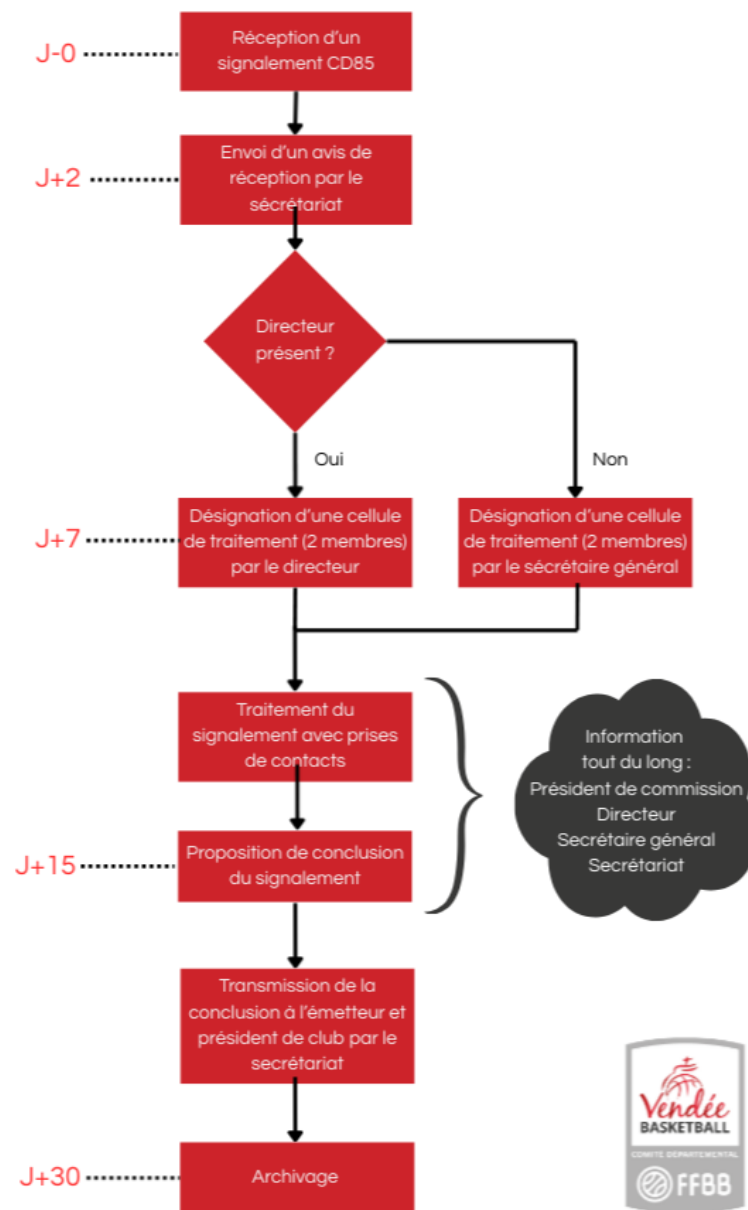 J-0
Réception d'un
signalement CD85
J+2
Envoi d'un avis de
réception par le
sécrétariat
Directeur
présent ?
Oui
Non
J+7
Désignation d'une cellule
de traitement (2 membres)
par le directeur
Désignation d'une cellule
de traitement (2 membres)
par le sécrétaire général
Traitement du
signalement avec prises
de contacts
Information
tout du long :
Président de commission
Directeur
Secrétaire général
Secrétariat
J+15
Proposition de conclusion
du signalement
Transmission de la
conclusion à l'émetteur et
président de club par le
secrétariat
J+30
Archivage
Vendée
BASKETBALL
COMITÉ DÉPARTEMENTAL
FFBB